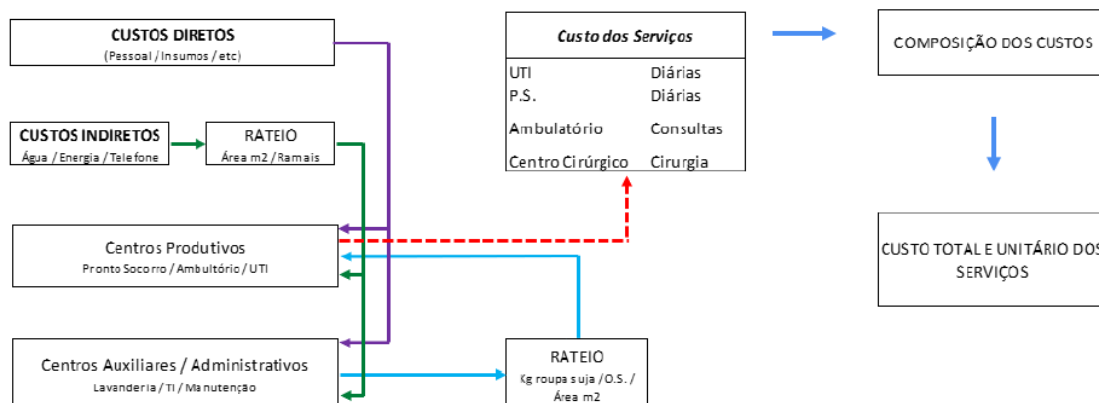 CUSTOS DIRETOS
(Pessoal / Insumos / etc)
CUSTOS INDIRETOS
Água / Energia / Telefone
RATEIO
Área m2 / Ramais
Centros Produtivos
Pronto Socorro / Ambultório / UTI
Centros Auxiliares / Administrativos
Lavanderia / TI / Manutenção
RATEIO
Kg roupa suja / O.S. /
Área m2
Custo dos Serviços
UTI Diárias
P.S. Diárias
Ambulatório Consultas
Centro Cirúrgico Cirurgia
COMPOSIÇÃO DOS CUSTOS
CUSTO TOTAL E UNITÁRIO DOS
SERVIÇOS